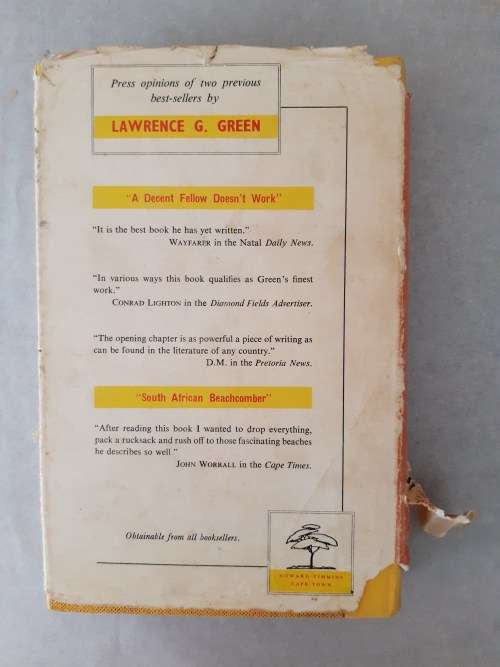 Press opinions of two previous
best-sellers by
LAWRENCE G. GREEN
"A Decent Fellow Doesn't Work"
"It is the best book he has yet written."
WAYFARER in the Natal Daily News.
"In various ways this book qualifies as Green's finest
work."
CONRAD LIGHTON in the Diamond Fields Advertiser.
"The opening chapter is as powerful a piece of writing as
can be found in the literature of any country."
D.M. in the Pretoria News.
"South African Beachcomber"
"After reading this book I wanted to drop everything,
pack a rucksack and rush off to those fascinating beaches
he describes so well."
JOHN WORRALL in the Cape Times.
Obtainable from all booksellers.
HOWARD TIMMINS
CAPE TOWN